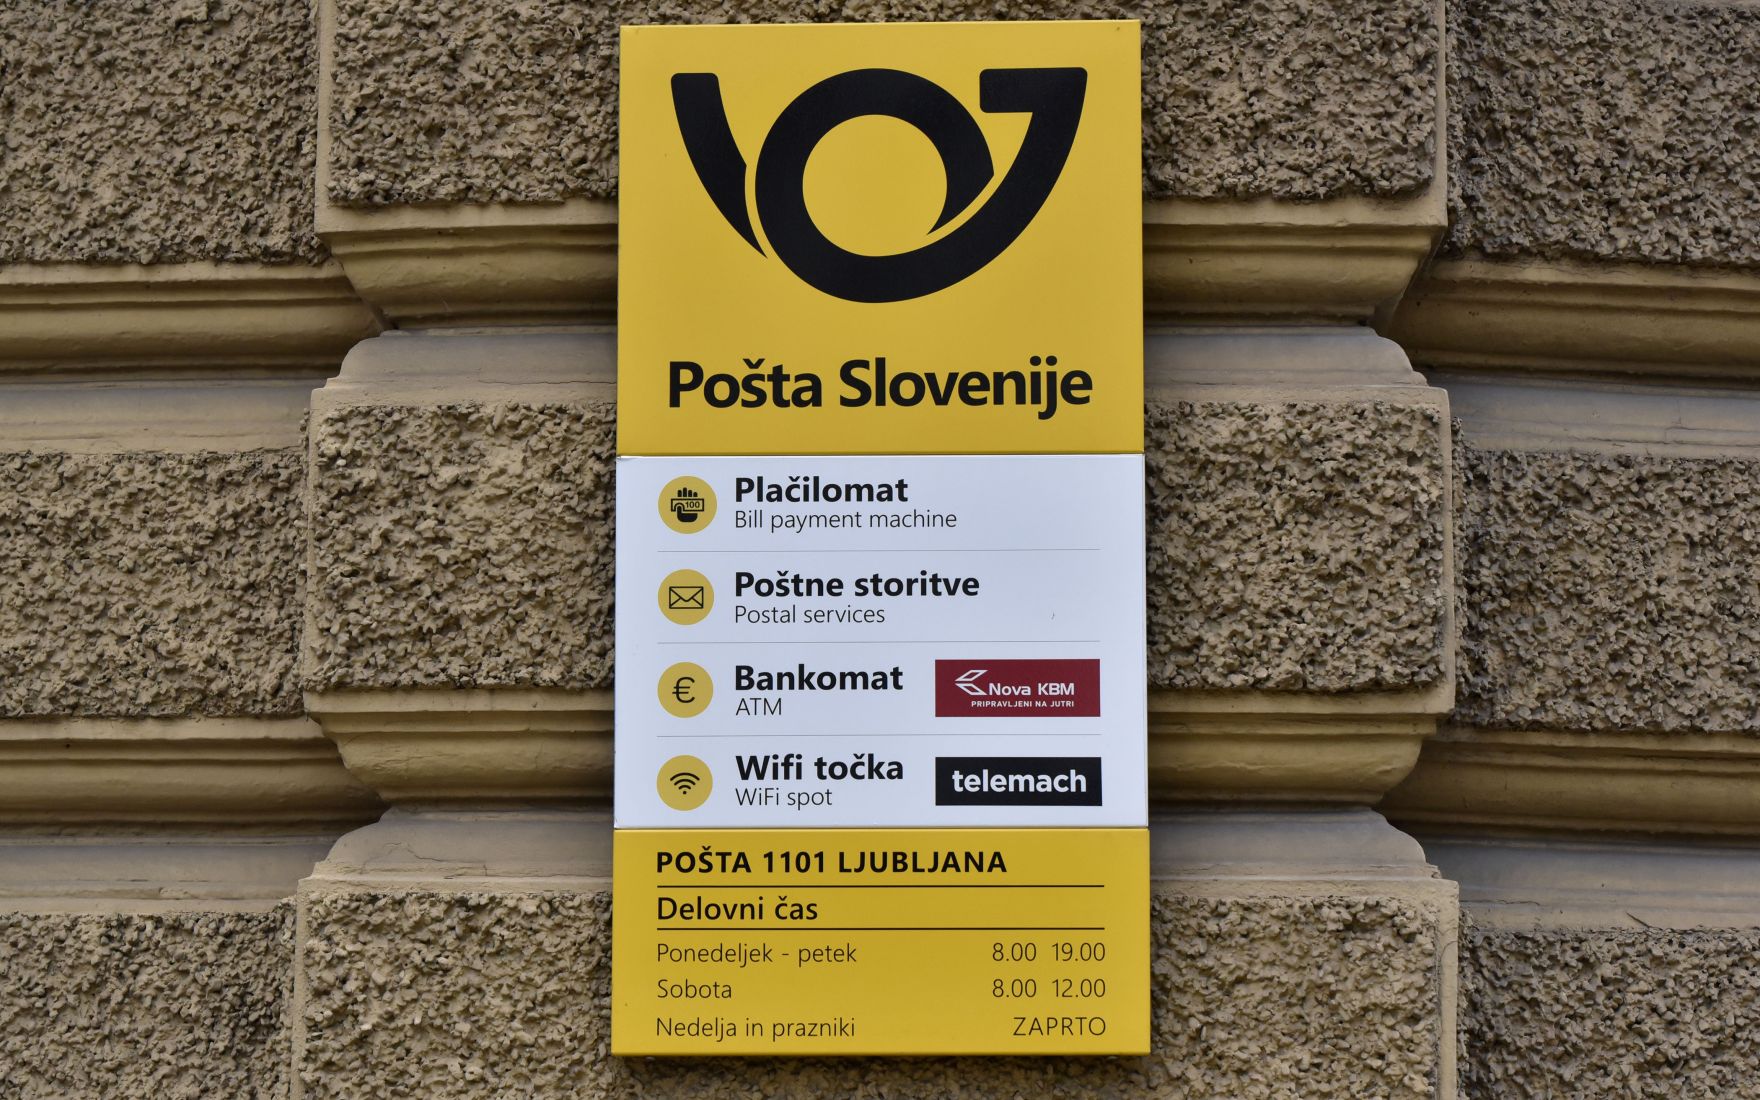 Pošta Slovenije
100
Plačilomat
Bill payment machine
Poštne storitve
Postal services
€
Bankomat
ATM
Nova KBM
PRIPRAVLJENI NA JUTRI
Wifi točka
WiFi spot
telemach
POŠTA 1101 LJUBLJANA
Delovni čas
Ponedeljek - petek 8.00 19.00
Sobota 8.00 12.00
Nedelja in prazniki ZAPRTO